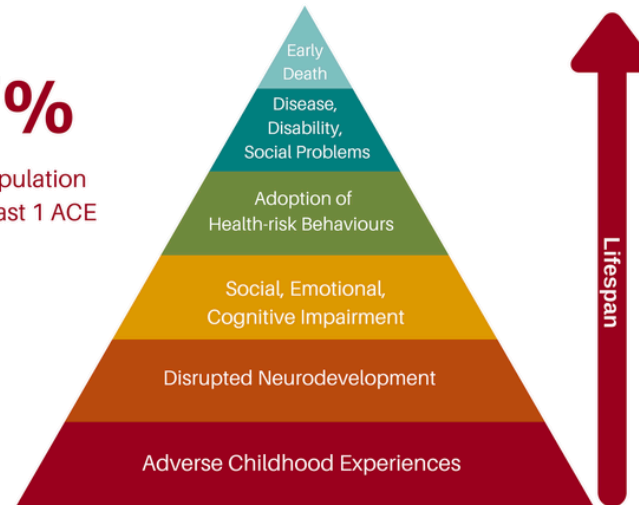 %
ast 1 ACE
Early
Death
Disease,
Disability,
Social Problems
Adoption of
Health-risk Behaviours
Social, Emotional,
Cognitive Impairment
Disrupted Neurodevelopment
Adverse Childhood Experiences
Lifespan